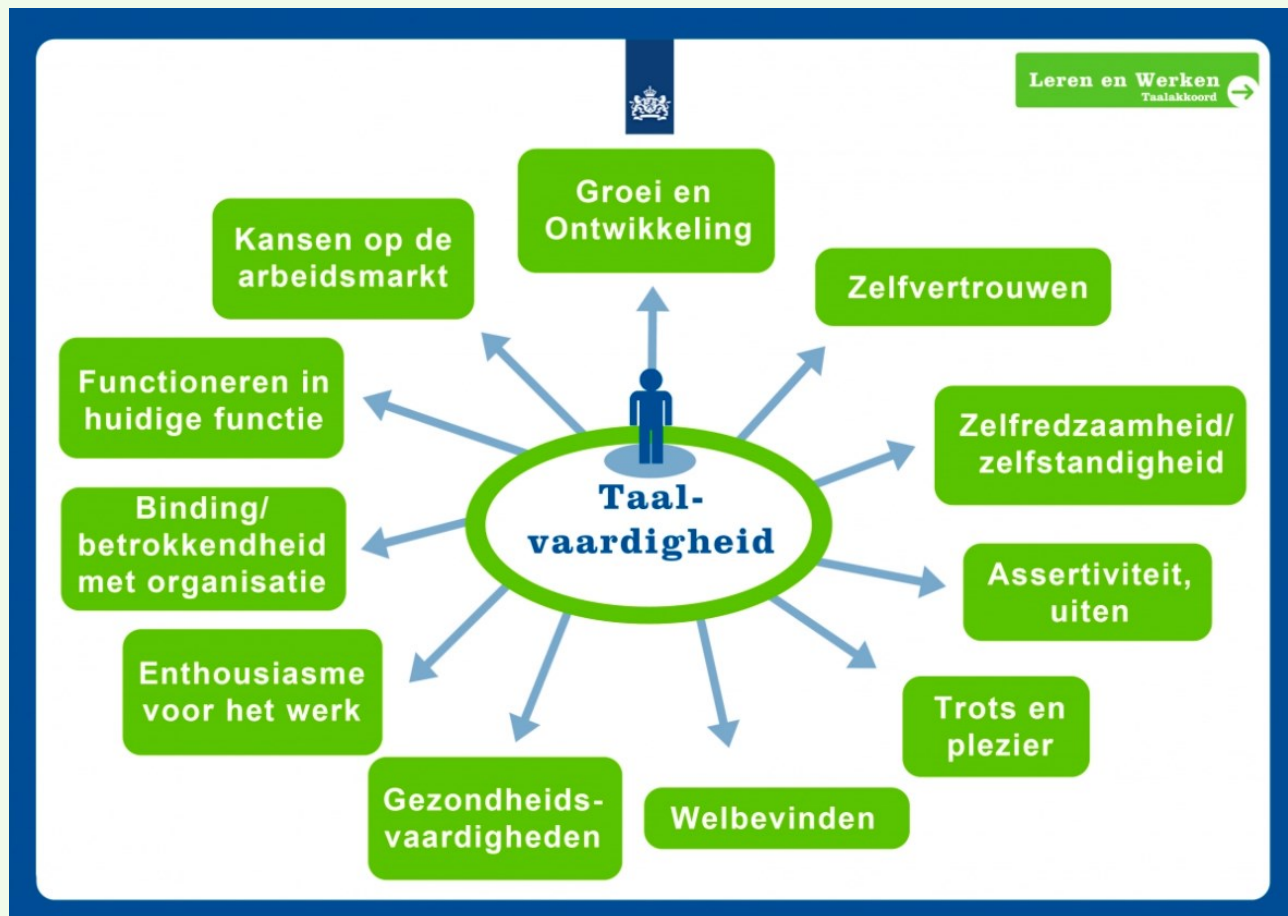 Leren en Werken
Taalakkoord
Groei en
Ontwikkeling
Kansen op de
arbeidsmarkt
Zelfvertrouwen
Functioneren in
huidige functie
Zelfredzaamheid/
zelfstandigheid
Taal-
vaardigheid
Binding/
betrokkendheid
met organisatie
Assertiviteit,
uiten
Enthousiasme
voor het werk
Trots en
plezier
Gezondheids-
vaardigheden
Welbevinden